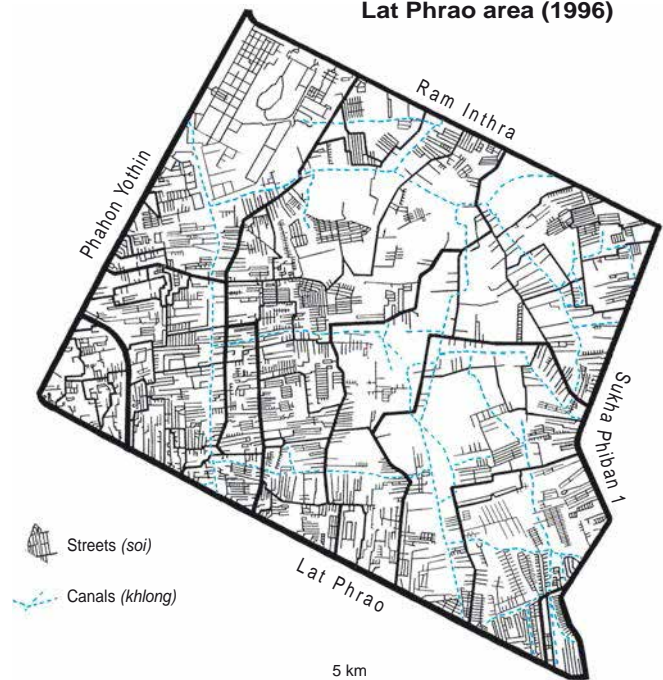 Lat Phrao area (1996)
Ram Inthra
Phahon Yothin
Sukha Phiban 1
Lat Phrao
Streets (soi)
Canals (khlong)
5 km